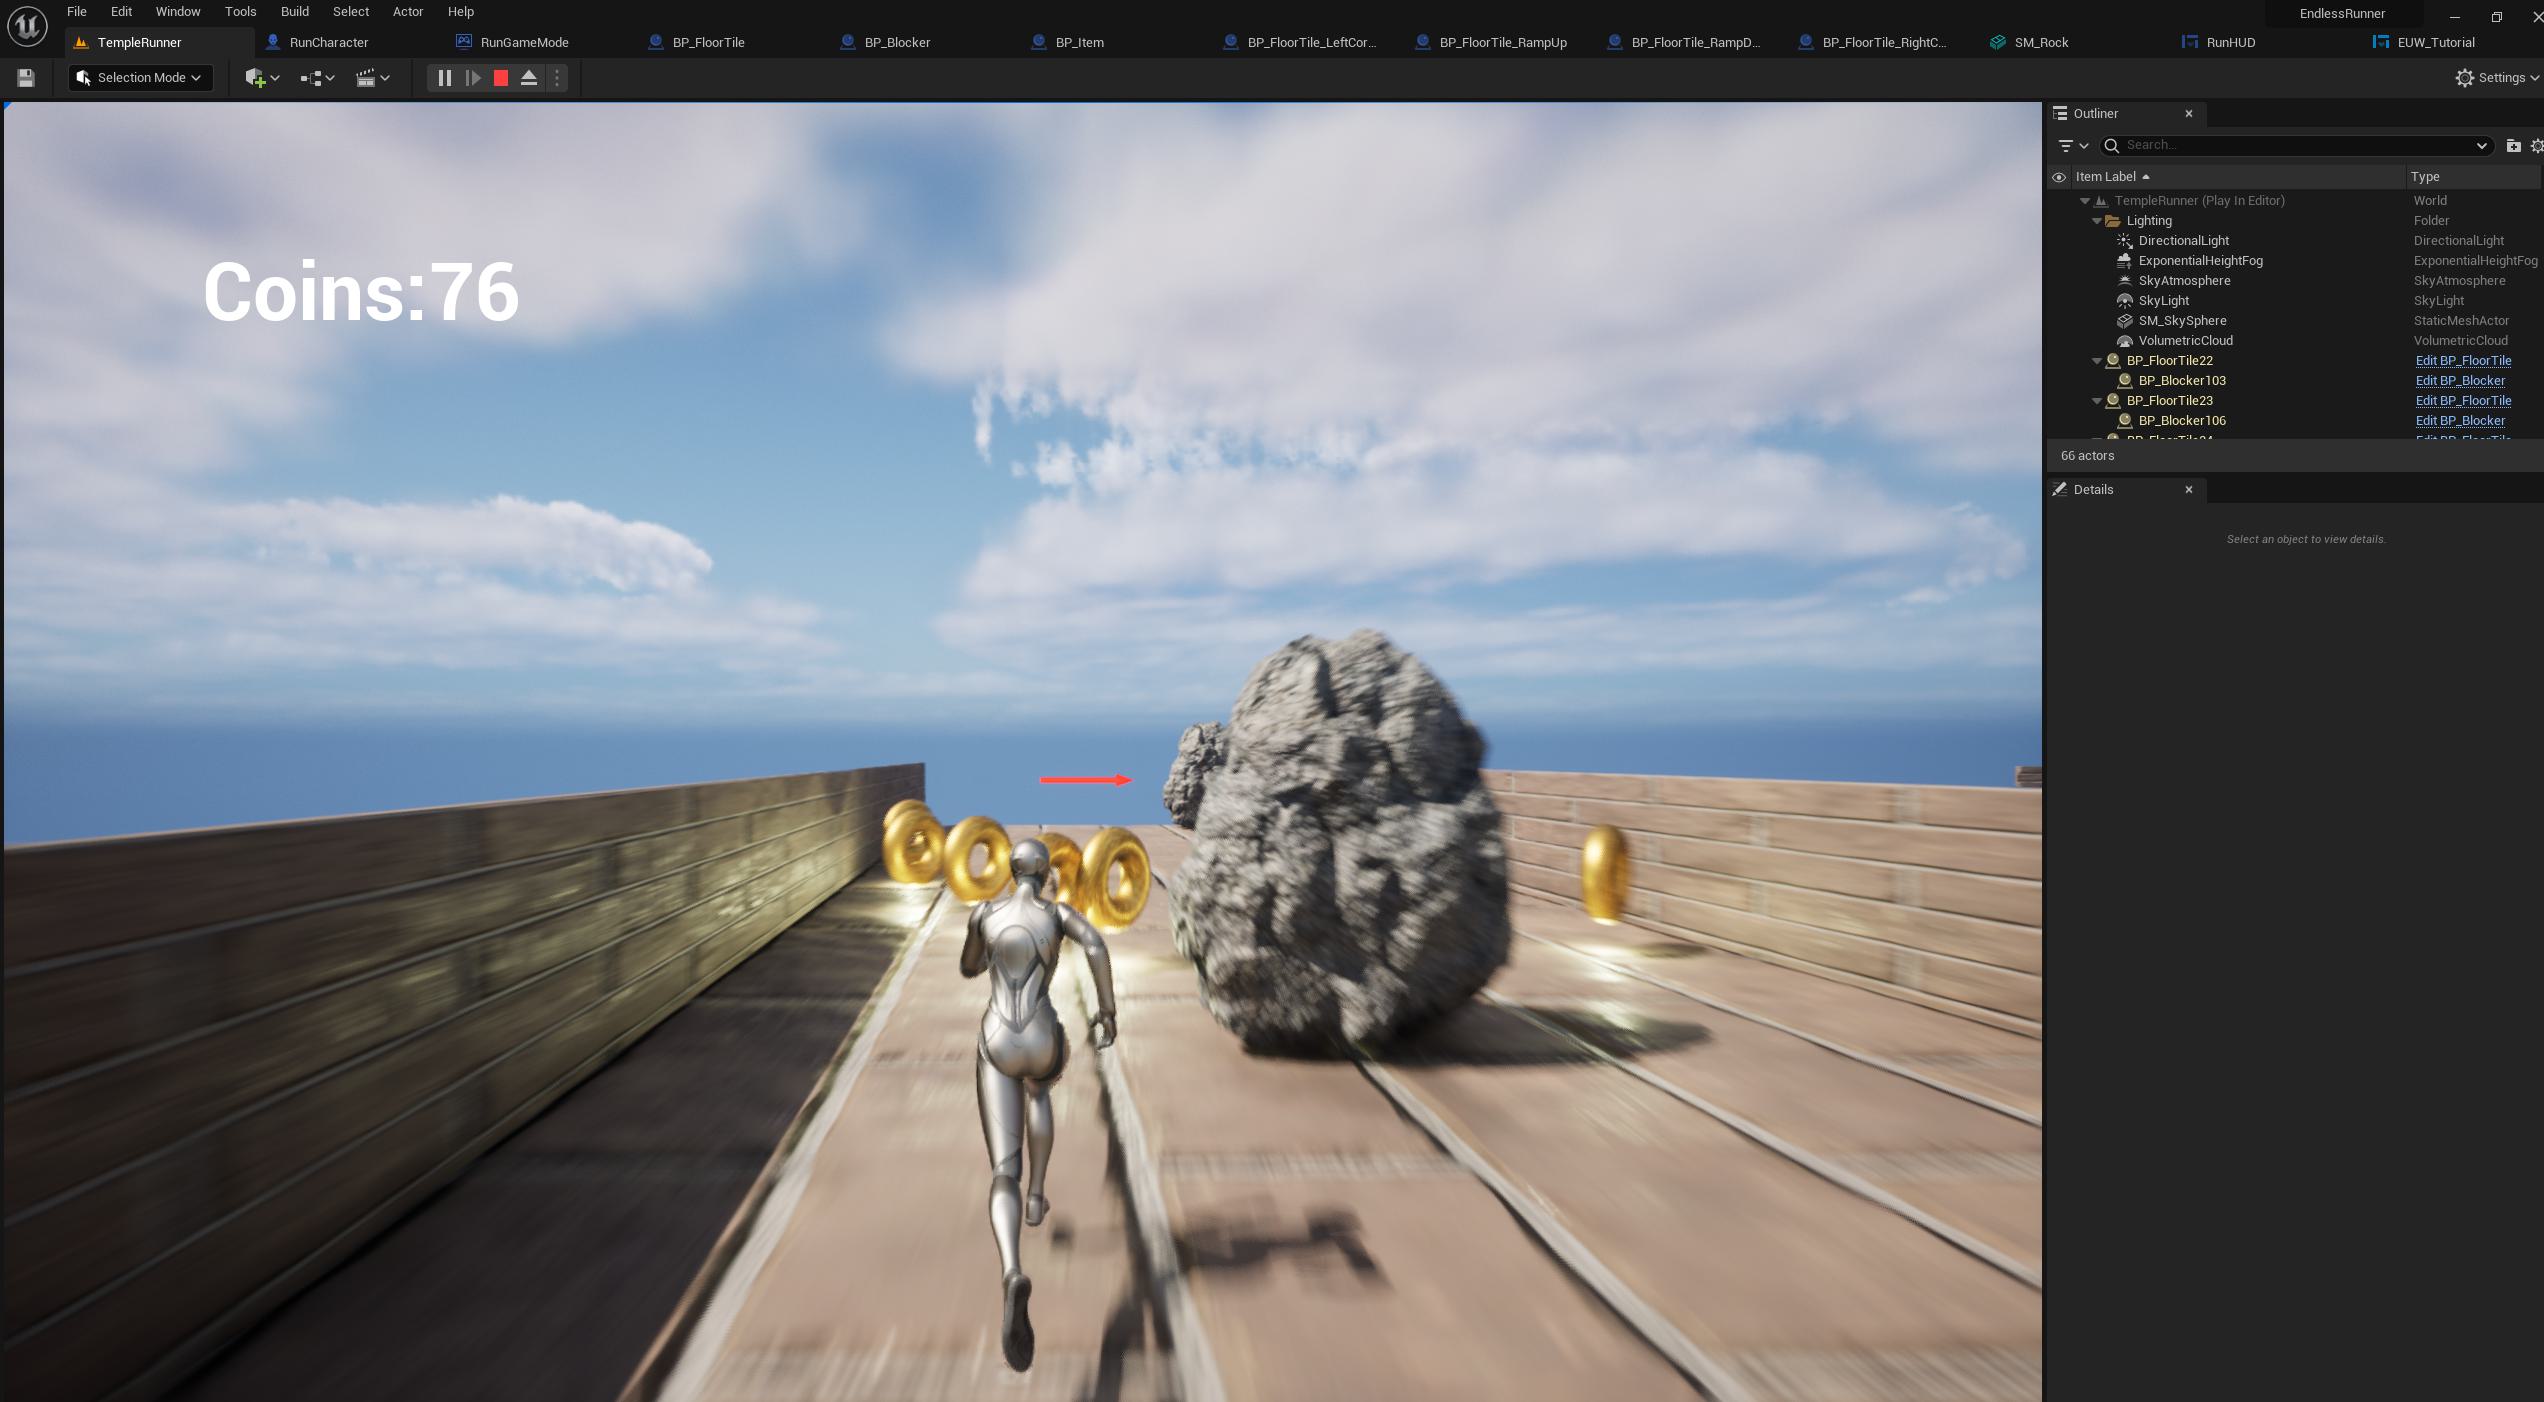 File Edit Window Tools Build Select Actor Help
EndlessRunner
TempleRunner RunCharacter RunGameMode BP_FloorTile BP_Blocker BP_Item BP_FloorTile_LeftCor... BP_FloorTile_RampUp BP_FloorTile_RampD... BP_FloorTile_RightC... SM_Rock RunHUD EUW_Tutorial
Selection Mode Settings
Coins:76
Outliner
Search...
Item Label Type
TempleRunner (Play In Editor) World
Lighting Folder
DirectionalLight DirectionalLight
ExponentialHeightFog ExponentialHeightFog
SkyAtmosphere SkyAtmosphere
SkyLight SkyLight
SM_SkySphere StaticMeshActor
VolumetricCloud VolumetricCloud
BP_FloorTile22 Edit BP_FloorTile
BP_Blocker103 Edit BP_Blocker
BP_FloorTile23 Edit BP_FloorTile
BP_Blocker106 Edit BP_Blocker
66 actors
Details
Select an object to view details.